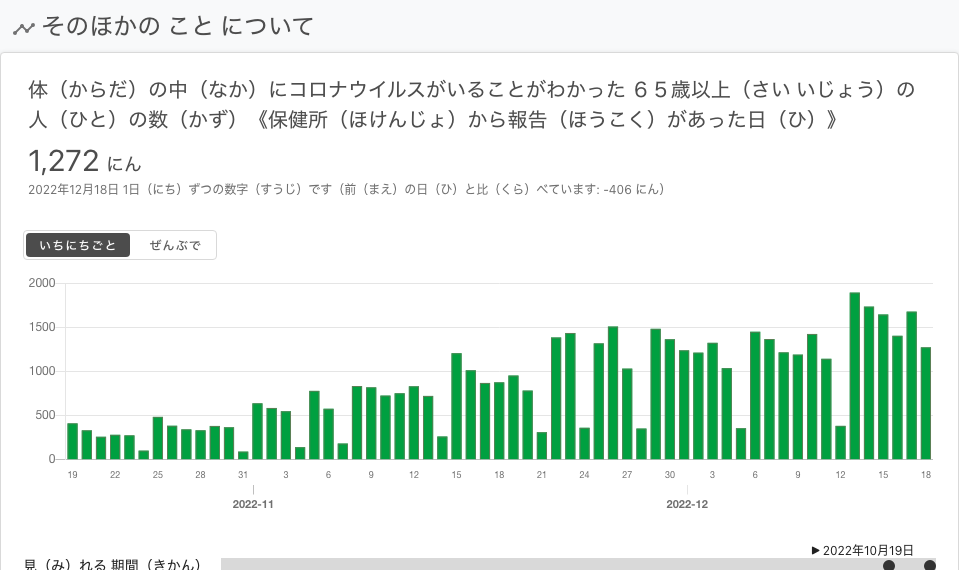 そのほかの こと について
体（からだ）の中（なか）にコロナウイルスがいることがわかった ６５歳以上（さい いじょう）の
人（ひと）の数（かず）《保健所（ほけんじょ）から報告（ほうこく）があった日（ひ）》
1,272 にん
2022年12月18日 1日（にち）ずつの数字（すうじ）です（前（まえ）の日（ひ）と比（くら）べています: -406 にん）
いちにちごと ぜんぶで
2000
1500
1000
500
0
19 22 25 28 31 3 6 9 12 15 18 21 24 27 30 3 6 9 12 15 18
2022-11 2022-12
▶ 2022年10月19日
見（み）れる 期間（きかん）